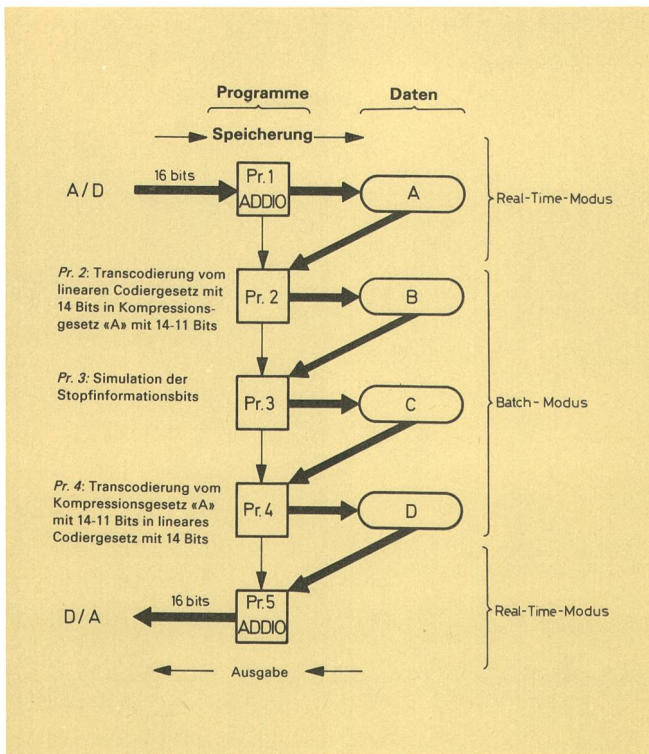 Programme Daten
Speicherung
A/D 16 bits Pr.1 A Real-Time-Modus
ADDIO
Pr. 2: Transcodierung vom
linearen Codiergesetz mit
14 Bits in Kompressions-
gesetz «A» mit 14-11 Bits
Pr. 2 B
Pr. 3: Simulation der
Stopfinformationsbits
Pr.3 C Batch-Modus
Pr. 4: Transcodierung vom
Kompressionsgesetz «A»
mit 14-11 Bits in lineares
Codiergesetz mit 14 Bits
Pr.4 D
D/A 16 bits Pr.5 Real-Time-Modus
ADDIO
Ausgabe